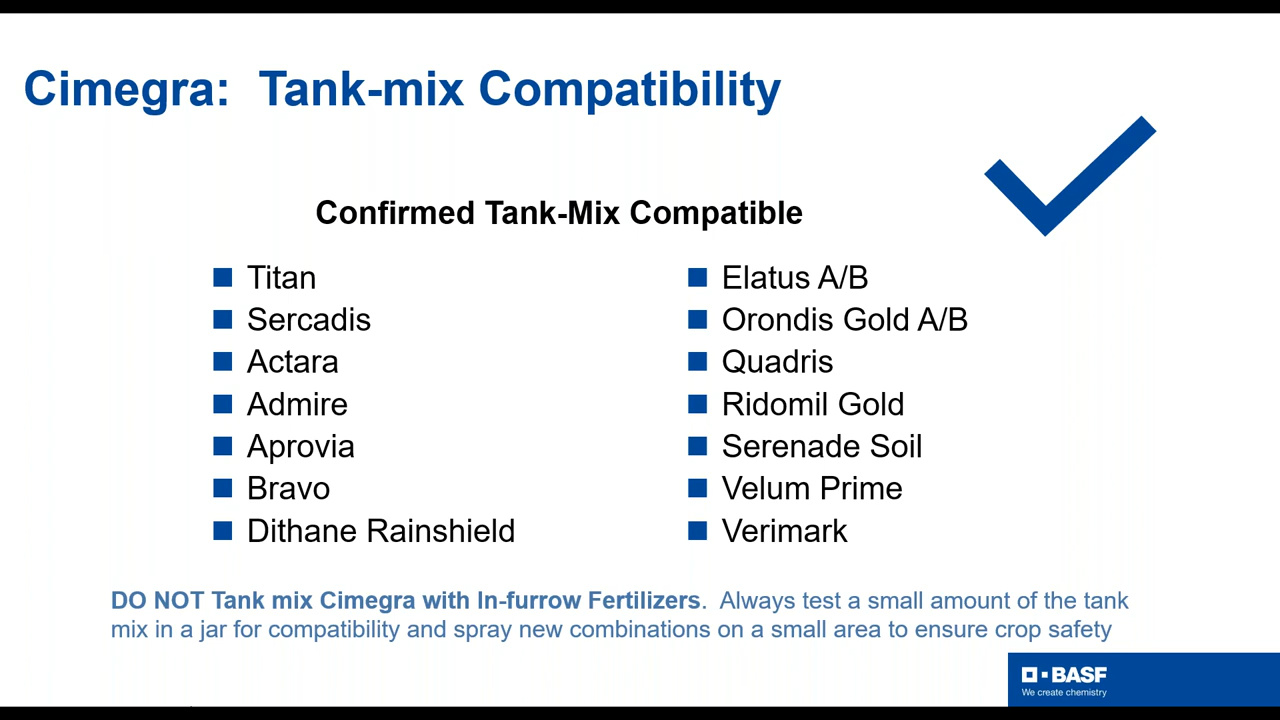 Cimegra: Tank-mix Compatibility
Confirmed Tank-Mix Compatible
Titan
Sercadis
Actara
Admire
Aprovia
Bravo
Dithane Rainshield
Elatus A/B
Orondis Gold A/B
Quadris
Ridomil Gold
Serenade Soil
Velum Prime
Verimark
DO NOT Tank mix Cimegra with In-furrow Fertilizers. Always test a small amount of the tank
mix in a jar for compatibility and spray new combinations on a small area to ensure crop safety
BASF
We create chemistry